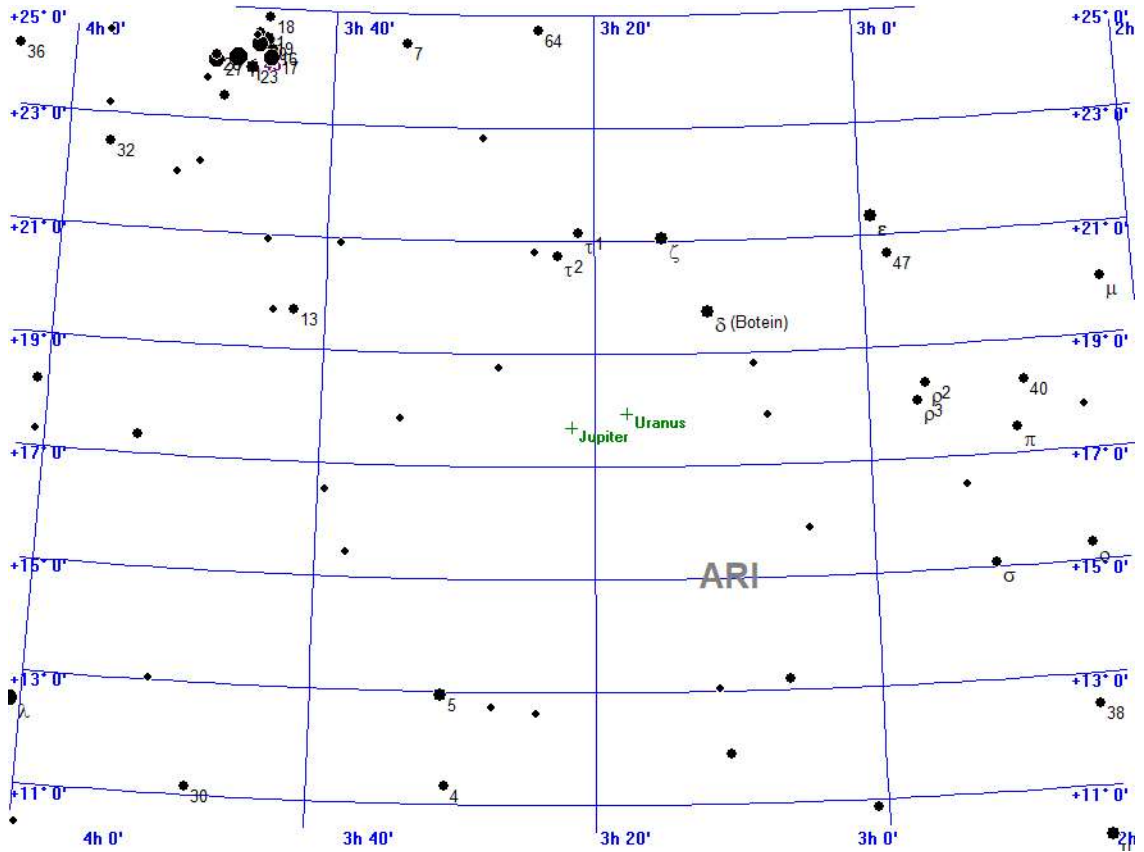 +25° 0'
4h 0'
18
3h 40'
3h 20'
3h 0'
+25° 0'
2h
36
7
64
19
16
27
23
17
+23° 0'
+23° 0'
32
+21° 0'
+21° 0'
τ1
τ2
ζ
ε
47
μ
13
δ (Botein)
+19° 0'
+19° 0'
ρ2
ρ3
40
π
Jupiter
Uranus
+17° 0'
+17° 0'
+15° 0'
ARI
σ
ο
+15° 0'
+13° 0'
+13° 0'
λ
5
38
+11° 0'
30
4
+11° 0'
4h 0'
3h 40'
3h 20'
3h 0'
2h